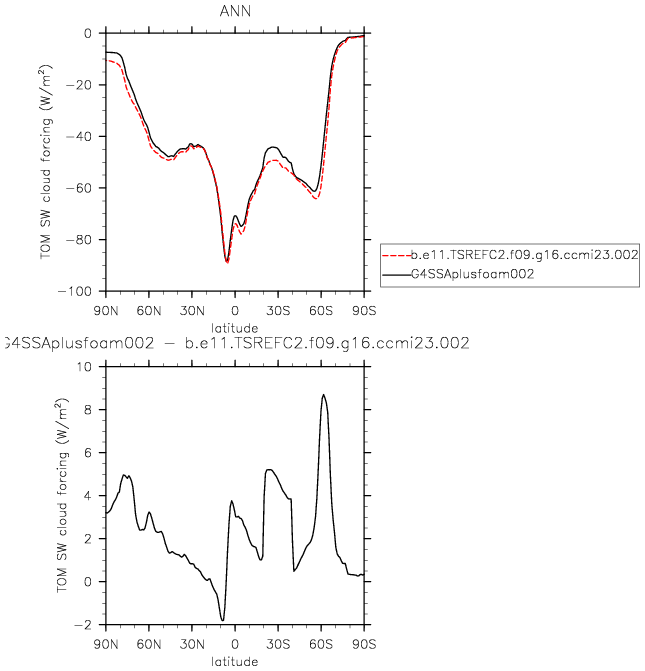 ANN
TOM SW cloud forcing (W/m²)
0
−20
−40
−60
−80
−100
90N 60N 30N 0 30S 60S 90S
latitude
b.e11.TSREFC2.f09.g16.ccmi23.002
G4SSAplusfoam002
G4SSAplusfoam002 − b.e11.TSREFC2.f09.g16.ccmi23.002
TOM SW cloud forcing (W/m²)
10
8
6
4
2
0
−2
90N 60N 30N 0 30S 60S 90S
latitude